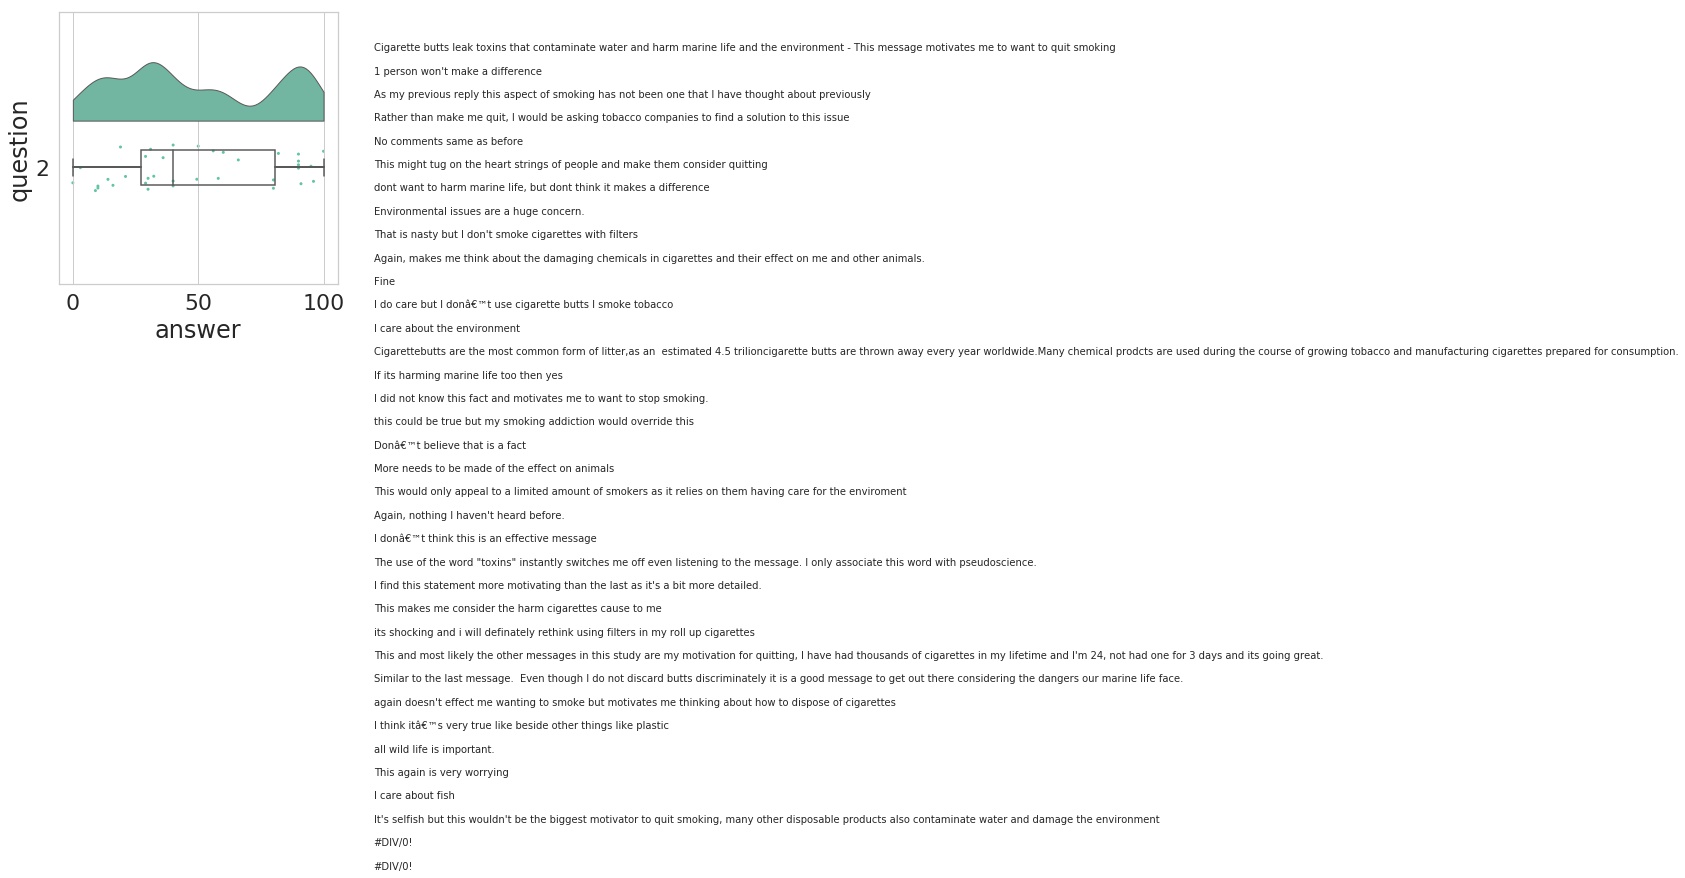 Cigarette butts leak toxins that contaminate water and harm marine life and the environment - This message motivates me to want to quit smoking
1 person won't make a difference
As my previous reply this aspect of smoking has not been one that I have thought about previously
Rather than make me quit, I would be asking tobacco companies to find a solution to this issue
No comments same as before
This might tug on the heart strings of people and make them consider quitting
dont want to harm marine life, but dont think it makes a difference
Environmental issues are a huge concern.
That is nasty but I don't smoke cigarettes with filters
Again, makes me think about the damaging chemicals in cigarettes and their effect on me and other animals.
Fine
I do care but I donâ€™t use cigarette butts I smoke tobacco
I care about the environment
Cigarettebutts are the most common form of litter,as an  estimated 4.5 trilioncigarette butts are thrown away every year worldwide.Many chemical prodcts are used during the course of growing tobacco and manufacturing cigarettes prepared for consumption.
If its harming marine life too then yes
I did not know this fact and motivates me to want to stop smoking.
this could be true but my smoking addiction would override this
Donâ€™t believe that is a fact
More needs to be made of the effect on animals
This would only appeal to a limited amount of smokers as it relies on them having care for the enviroment
Again, nothing I haven't heard before.
I donâ€™t think this is an effective message
The use of the word "toxins" instantly switches me off even listening to the message. I only associate this word with pseudoscience.
I find this statement more motivating than the last as it's a bit more detailed.
This makes me consider the harm cigarettes cause to me
its shocking and i will definately rethink using filters in my roll up cigarettes
This and most likely the other messages in this study are my motivation for quitting, I have had thousands of cigarettes in my lifetime and I'm 24, not had one for 3 days and its going great.
Similar to the last message.  Even though I do not discard butts discriminately it is a good message to get out there considering the dangers our marine life face.
again doesn't effect me wanting to smoke but motivates me thinking about how to dispose of cigarettes
I think itâ€™s very true like beside other things like plastic
all wild life is important.
This again is very worrying
I care about fish
It's selfish but this wouldn't be the biggest motivator to quit smoking, many other disposable products also contaminate water and damage the environment
#DIV/0!
#DIV/0!
question
2
0 50 100
answer